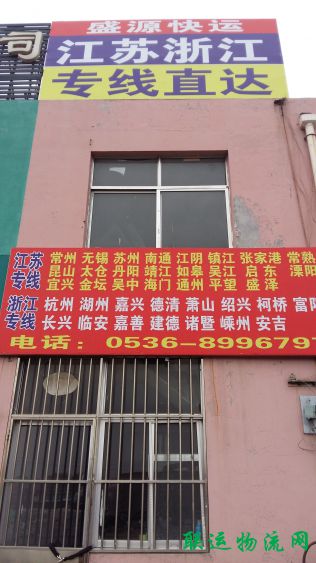 盛源快运
司
江苏浙江
专线直达
江苏专线
常州 无锡 苏州 南通 江阴 镇江 张家港 常熟
昆山 太仓 丹阳 靖江 如皋 吴江 启东 溧阳
宜兴 金坛 吴中 海门 通州 平望 盛泽
浙江专线
杭州 湖州 嘉兴 德清 萧山 绍兴 柯桥 富阳
长兴 临安 嘉善 建德 诸暨 嵊州 安吉
电话：0536-8996797
联运物流网